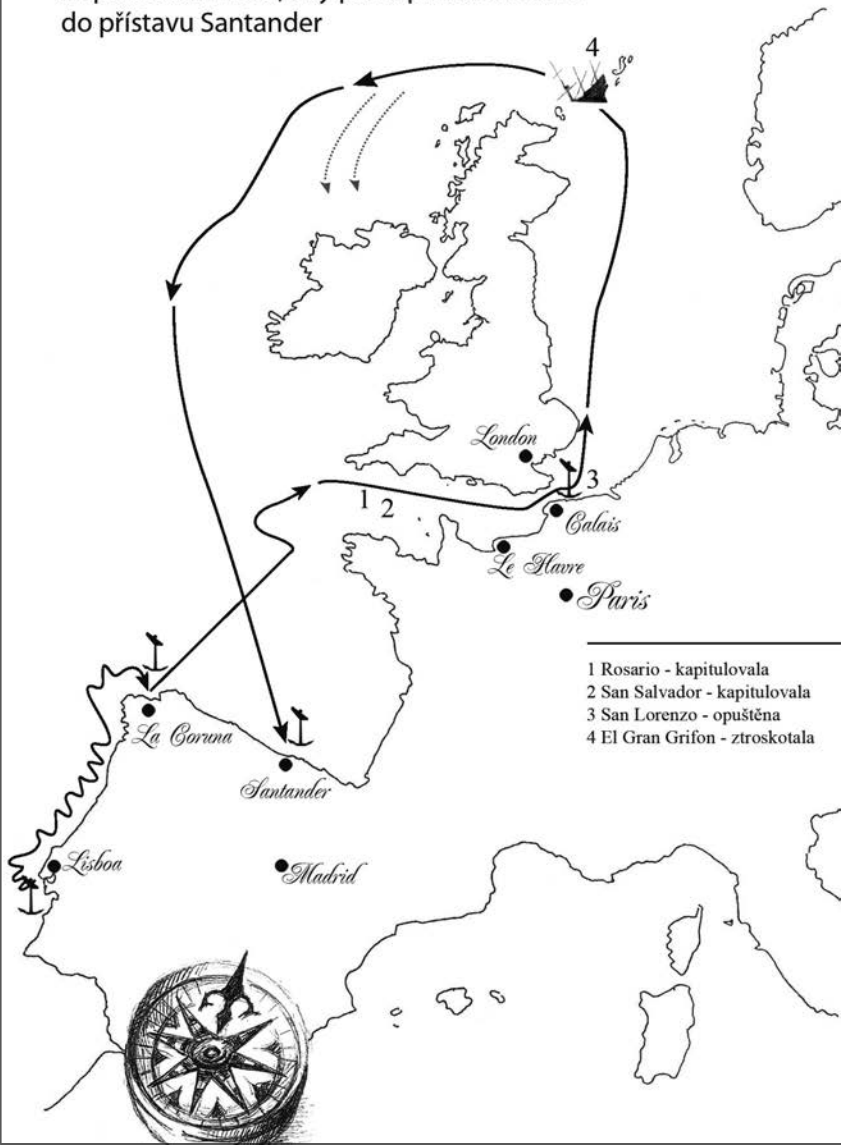 do přístavu Santander
4
London
3
1
2
Calais
Le Havre
Paris
1 Rosario - kapitulovala
2 San Salvador - kapitulovala
3 San Lorenzo - opuštěna
4 El Gran Grifon - ztroskotala
La Coruna
Santander
Lisboa
Madrid